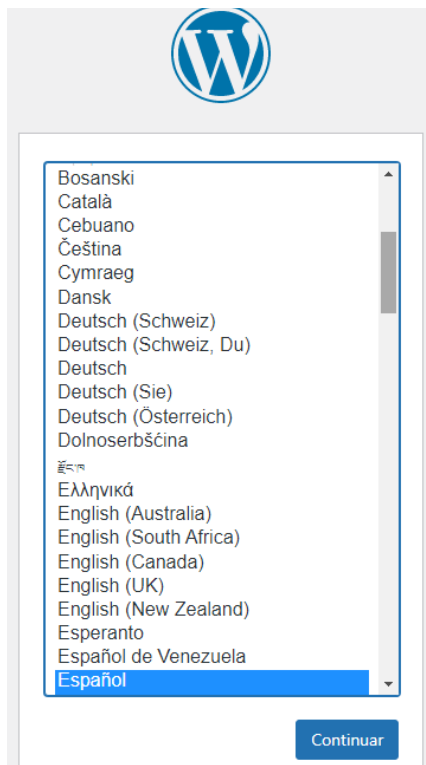 Bosanski
Català
Cebuano
Čeština
Cymraeg
Dansk
Deutsch (Schweiz)
Deutsch (Schweiz, Du)
Deutsch
Deutsch (Sie)
Deutsch (Österreich)
Dolnoserbšćina
རྫོང་ཁ
Ελληνικά
English (Australia)
English (South Africa)
English (Canada)
English (UK)
English (New Zealand)
Esperanto
Español de Venezuela
Español
Continuar